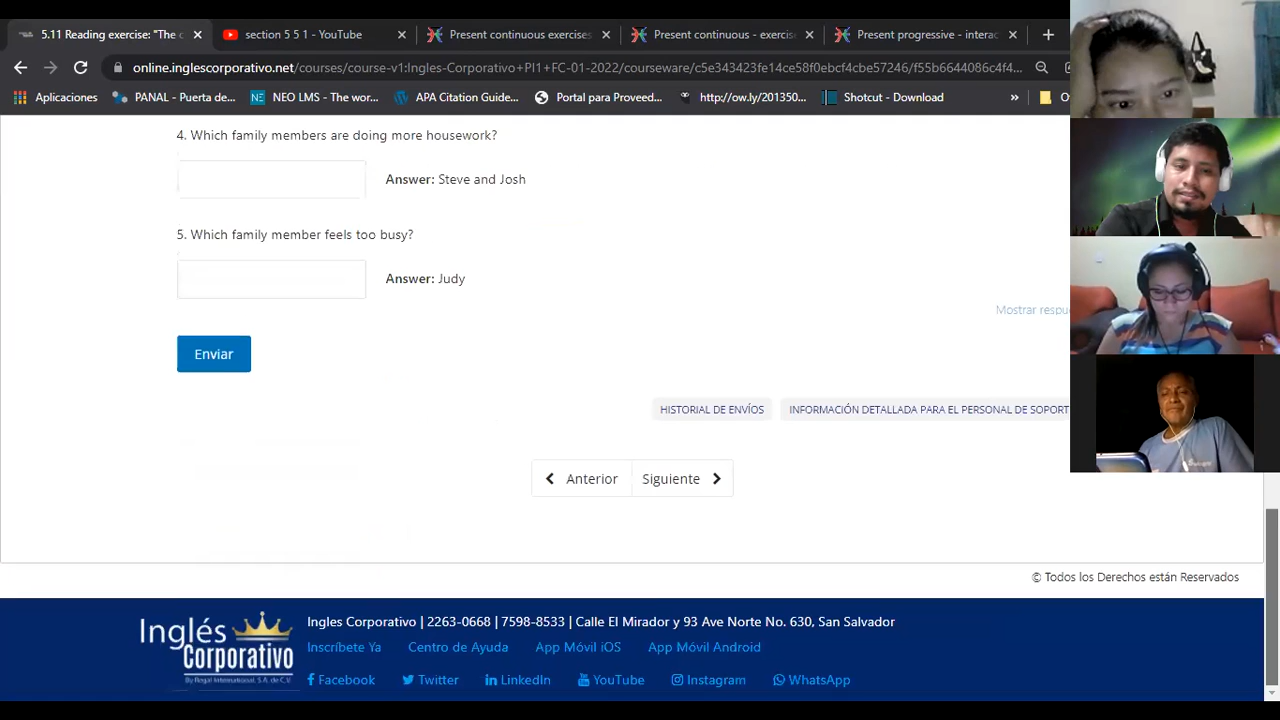 5.11 Reading exercise: "The c
section 5 5 1 - YouTube
Present continuous exercises
Present continuous - exercise
Present progressive - interac
online.inglescorporativo.net/courses/course-v1:Ingles-Corporativo+PI1+FC-01-2022/courseware/c5e343423fe14ce58f0ebcf4cbe57246/f55b6644086c4f4...
Aplicaciones
PANAL - Puerta de...
NEO LMS - The wor...
APA Citation Guide...
Portal para Proveed...
http://ow.ly/201350...
Shotcut - Download
»
4. Which family members are doing more housework?
Answer: Steve and Josh
5. Which family member feels too busy?
Answer: Judy
Mostrar respu
Enviar
HISTORIAL DE ENVÍOS
INFORMACIÓN DETALLADA PARA EL PERSONAL DE SOPORT
Anterior
Siguiente
© Todos los Derechos están Reservados
Inglés Corporativo
By Regal International, S.A. de C.V.
Ingles Corporativo | 2263-0668 | 7598-8533 | Calle El Mirador y 93 Ave Norte No. 630, San Salvador
Inscríbete Ya
Centro de Ayuda
App Móvil iOS
App Móvil Android
Facebook
Twitter
LinkedIn
YouTube
Instagram
WhatsApp